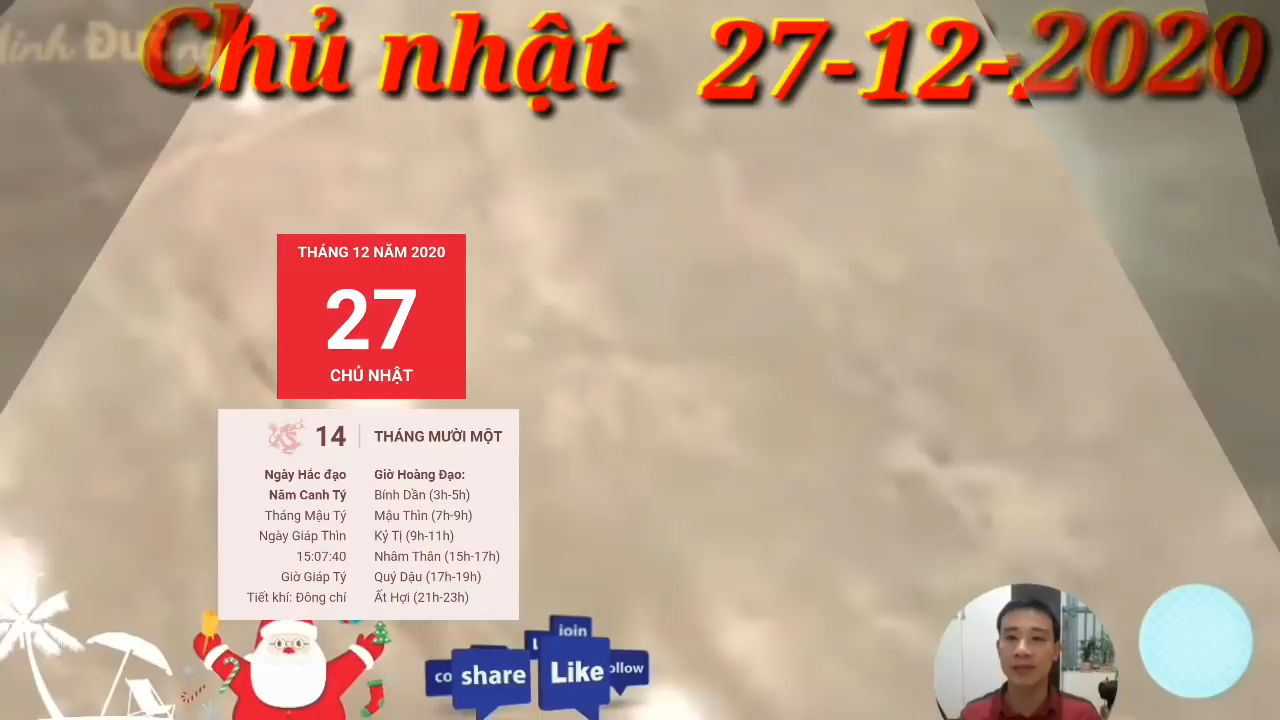 Chủ nhật 27-12-2020
THÁNG 12 NĂM 2020
27
CHỦ NHẬT
14 THÁNG MƯỜI MỘT
Ngày Hắc đạo Giờ Hoàng Đạo:
Năm Canh Tý Bính Dần (3h-5h)
Tháng Mậu Tý Mậu Thìn (7h-9h)
Ngày Giáp Thìn Kỷ Tị (9h-11h)
15:07:40 Nhâm Thân (15h-17h)
Giờ Giáp Tý Quý Dậu (17h-19h)
Tiết khí: Đông chí Ất Hợi (21h-23h)
join
share Like